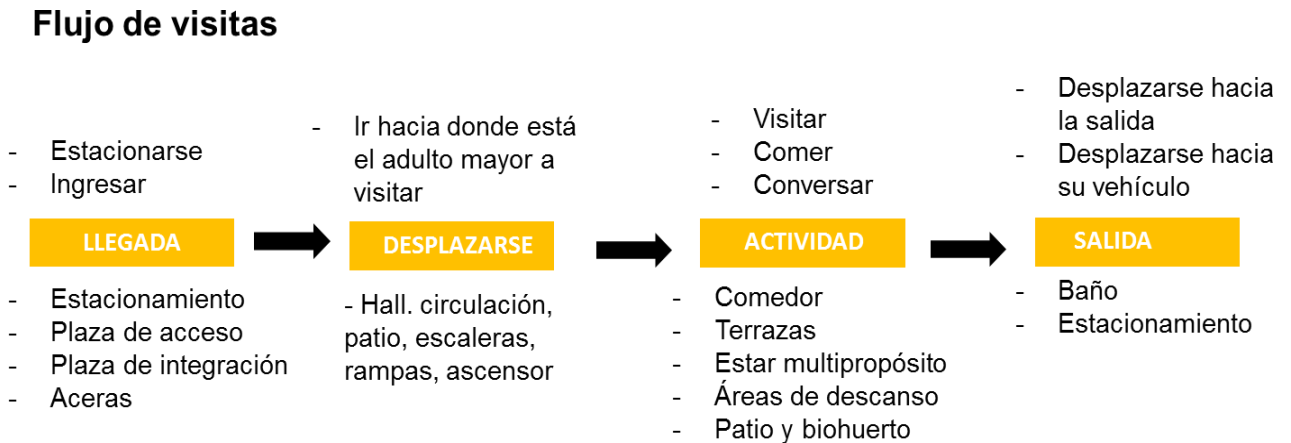 Flujo de visitas
- Estacionarse
- Ingresar
LLEGADA
- Estacionamiento
- Plaza de acceso
- Plaza de integración
- Aceras
- Ir hacia donde está
el adulto mayor a
visitar
DESPLAZARSE
- Hall. circulación,
patio, escaleras,
rampas, ascensor
- Visitar
- Comer
- Conversar
ACTIVIDAD
- Comedor
- Terrazas
- Estar multipropósito
- Áreas de descanso
- Patio y biohuerto
- Desplazarse hacia
la salida
- Desplazarse hacia
su vehículo
SALIDA
- Baño
- Estacionamiento